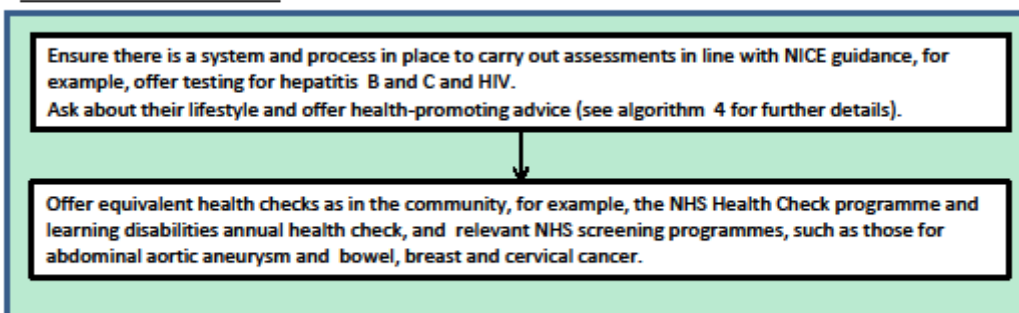 Ensure there is a system and process in place to carry out assessments in line with NICE guidance, for
example, offer testing for hepatitis B and C and HIV.
Ask about their lifestyle and offer health-promoting advice (see algorithm 4 for further details).
Offer equivalent health checks as in the community, for example, the NHS Health Check programme and
learning disabilities annual health check, and relevant NHS screening programmes, such as those for
abdominal aortic aneurysm and bowel, breast and cervical cancer.